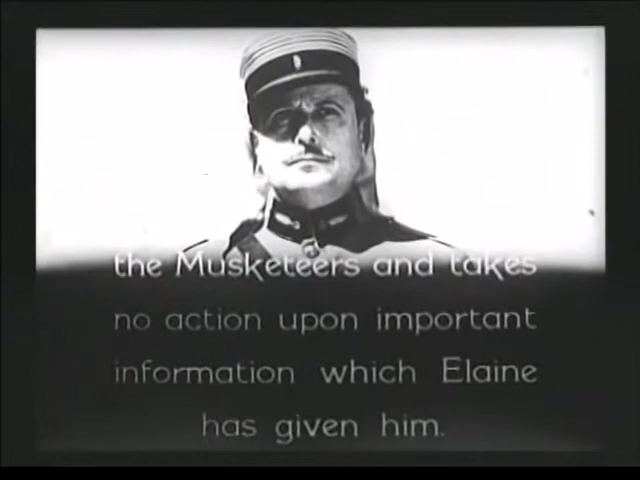 the Musketeers and takes
no action upon important
information which Elaine
has given him.